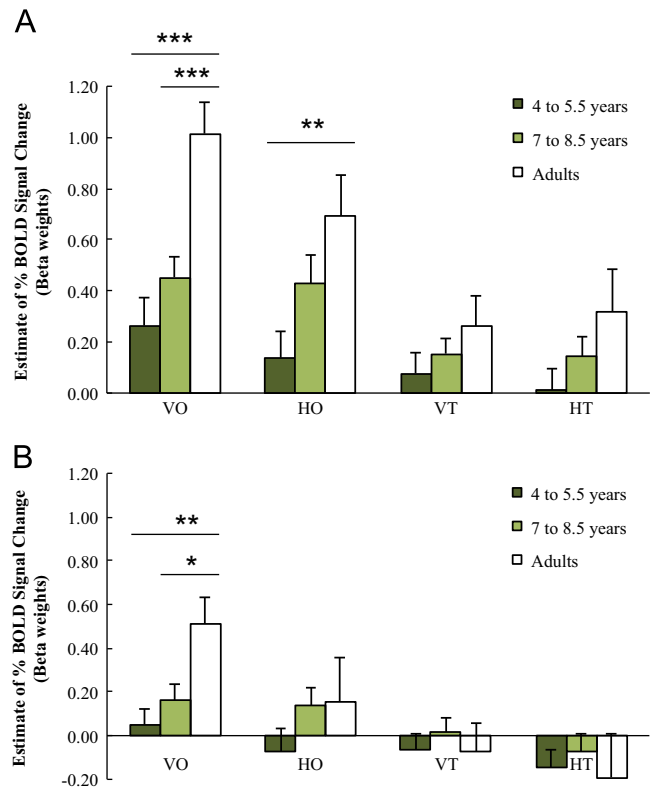 A
***
***
**
1.20
1.00
0.80
0.60
0.40
0.20
0.00
Estimate of % BOLD Signal Change
(Beta weights)
4 to 5.5 years
7 to 8.5 years
Adults
VO HO VT HT
B
**
*
1.20
1.00
0.80
0.60
0.40
0.20
0.00
-0.20
Estimate of % BOLD Signal Change
(Beta weights)
4 to 5.5 years
7 to 8.5 years
Adults
VO HO VT HT